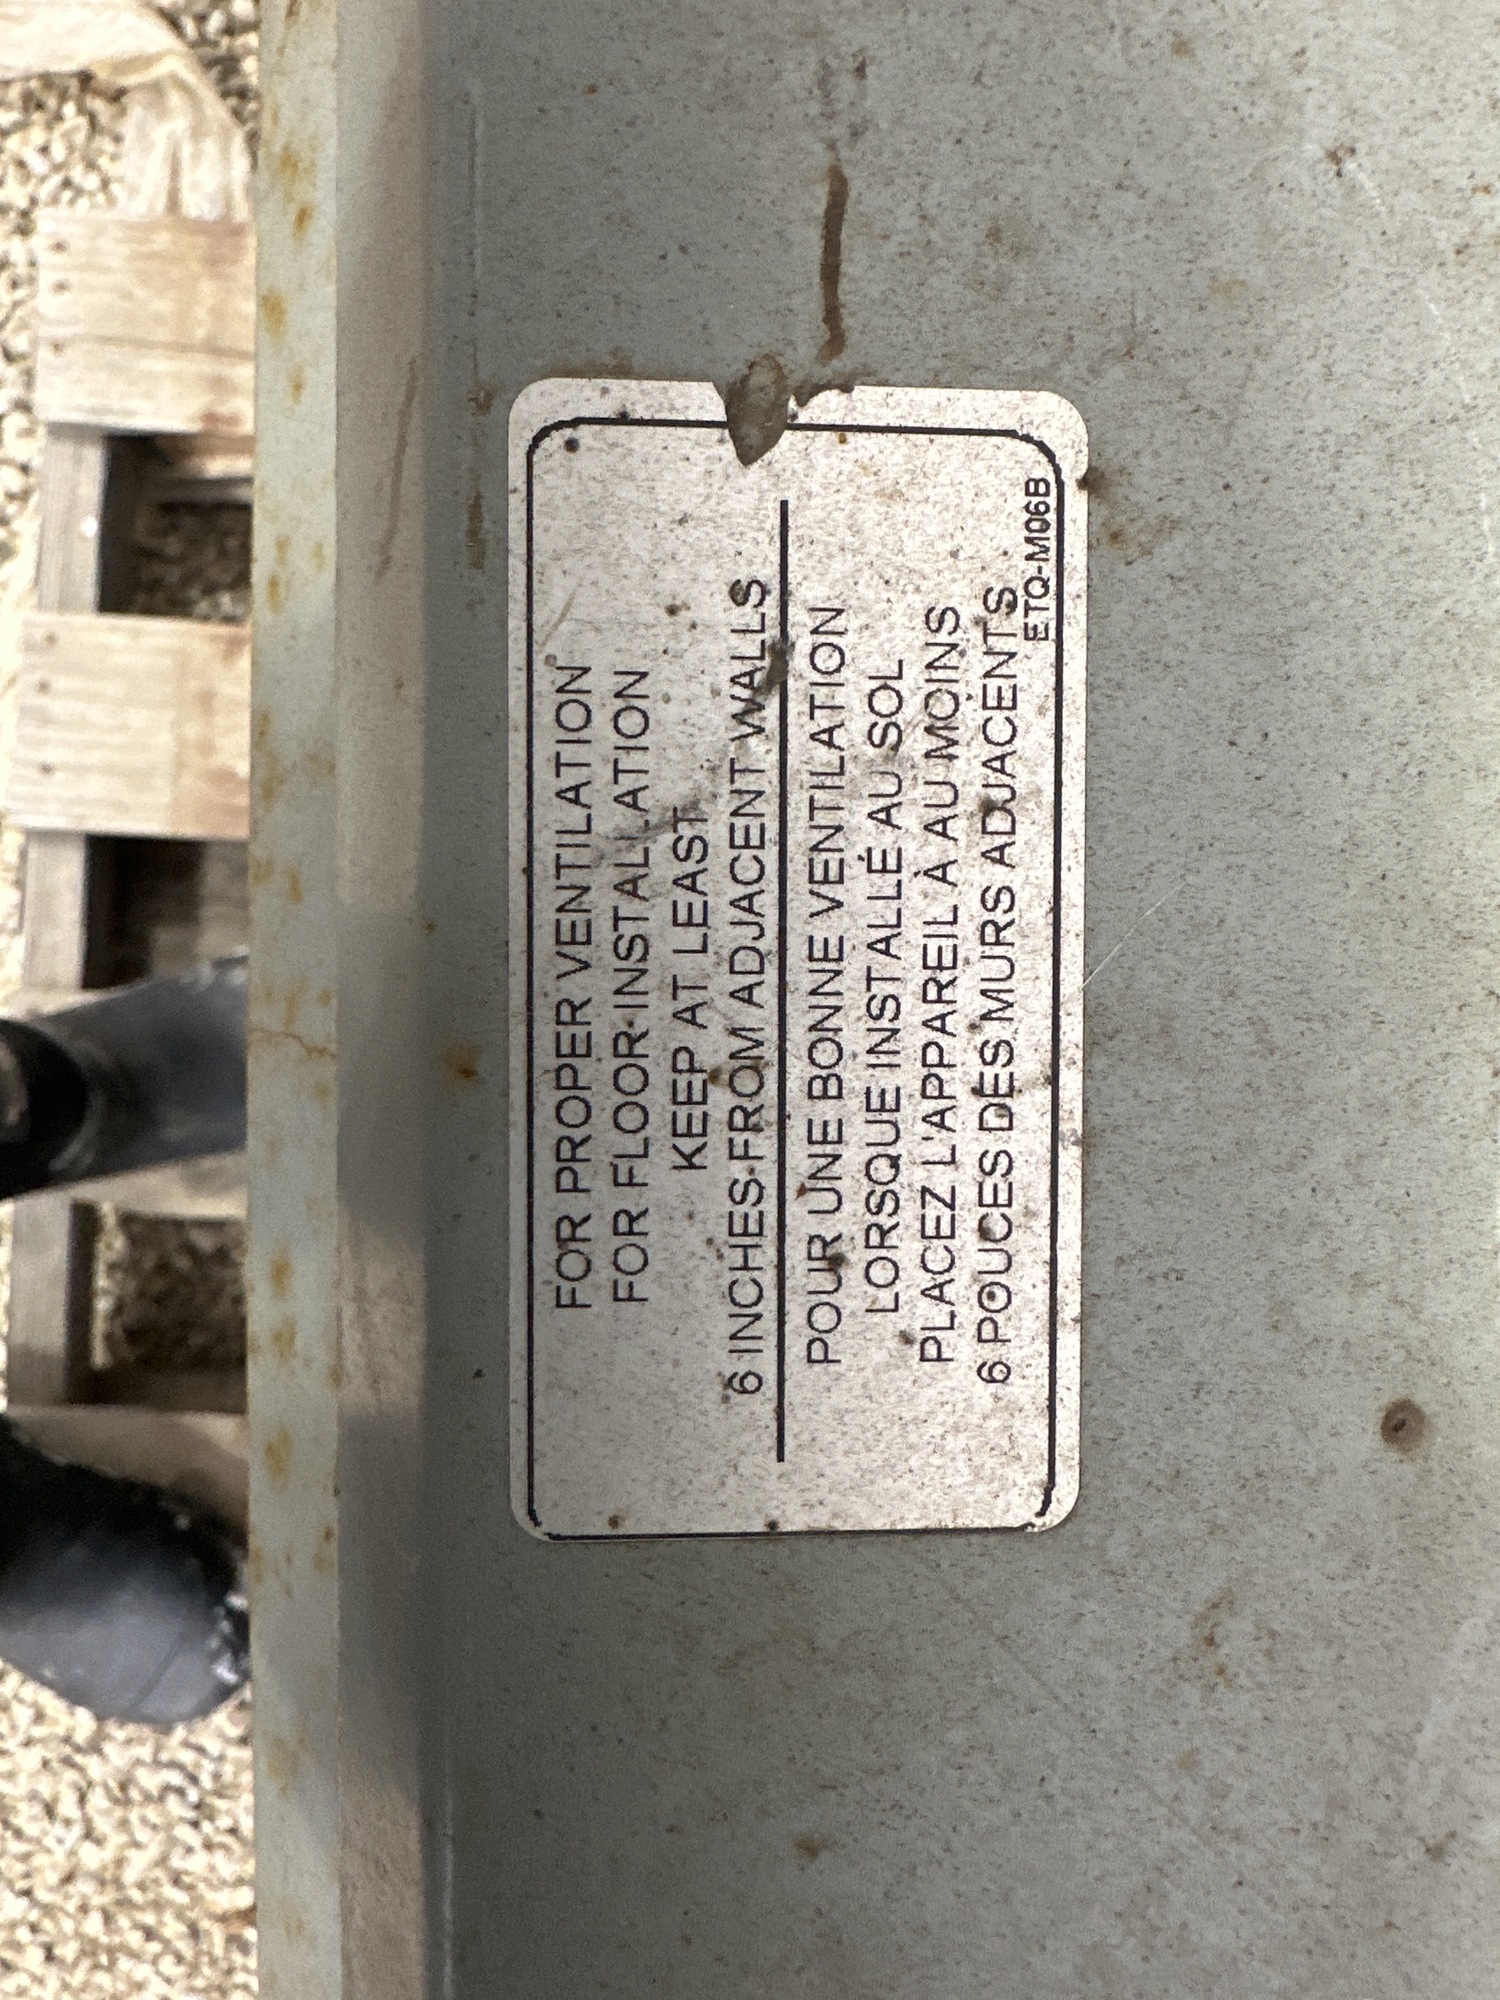 FOR PROPER VENTILATION
FOR FLOOR INSTALLATION
KEEP AT LEAST
6 INCHES FROM ADJACENT WALLS
POUR UNE BONNE VENTILATION
LORSQUE INSTALLÉ AU SOL
PLACEZ L'APPAREIL À AU MOINS
6 POUCES DES MURS ADJACENTS
ETQ-M06B